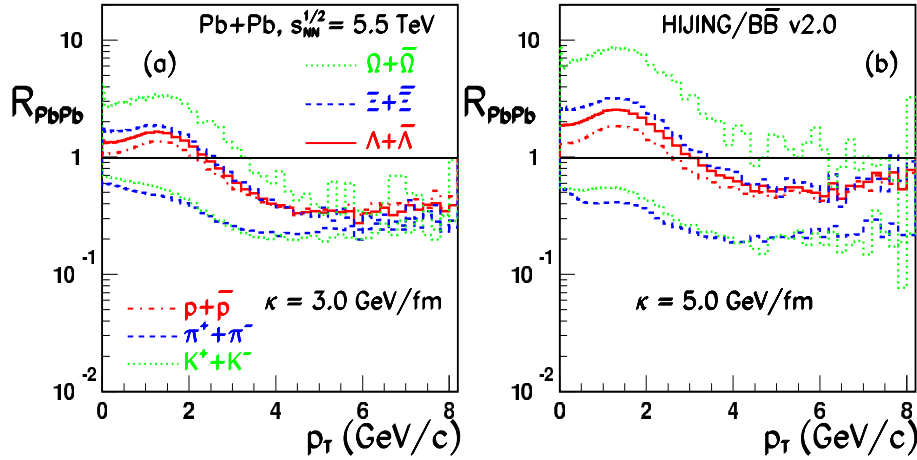 Pb+Pb, s_NN^1/2 = 5.5 TeV
(a)
Ω+Ω̅
Ξ+Ξ̅
Λ+Λ̅
R_PbPb
10
1
10^-1
10^-2
κ = 3.0 GeV/fm
p+p̅
π^+ +π^-
K^+ +K^-
0 2 4 6 8
p_T (GeV/c)
HIJING/BB̅ v2.0
(b)
R_PbPb
10
1
10^-1
10^-2
κ = 5.0 GeV/fm
0 2 4 6 8
p_T (GeV/c)